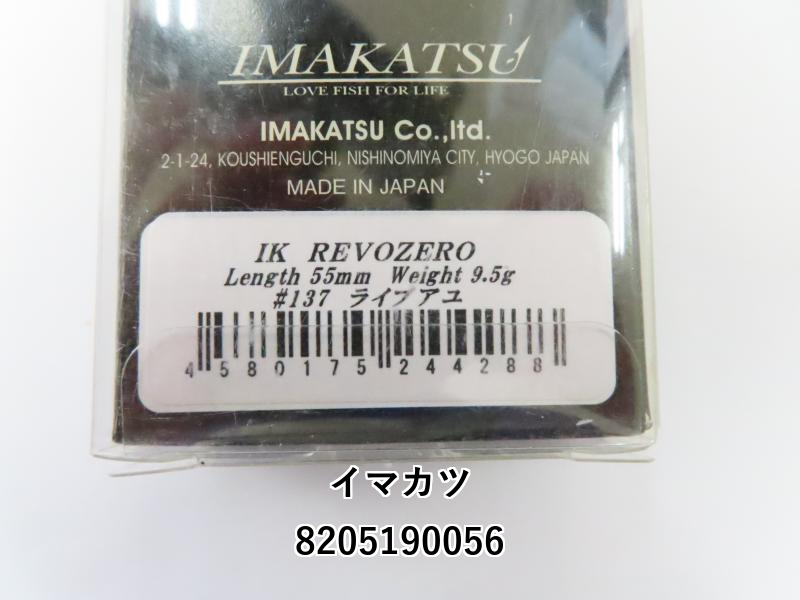 IMAKATSU
LOVE FISH FOR LIFE
IMAKATSU Co.,ltd.
2-1-24, KOUSHIENGUCHI, NISHINOMIYA CITY, HYOGO JAPAN
MADE IN JAPAN
IK REVOZERO
Length 55mm Weight 9.5g
#137 ライブアユ
4 580175 244288
イマカツ
8205190056